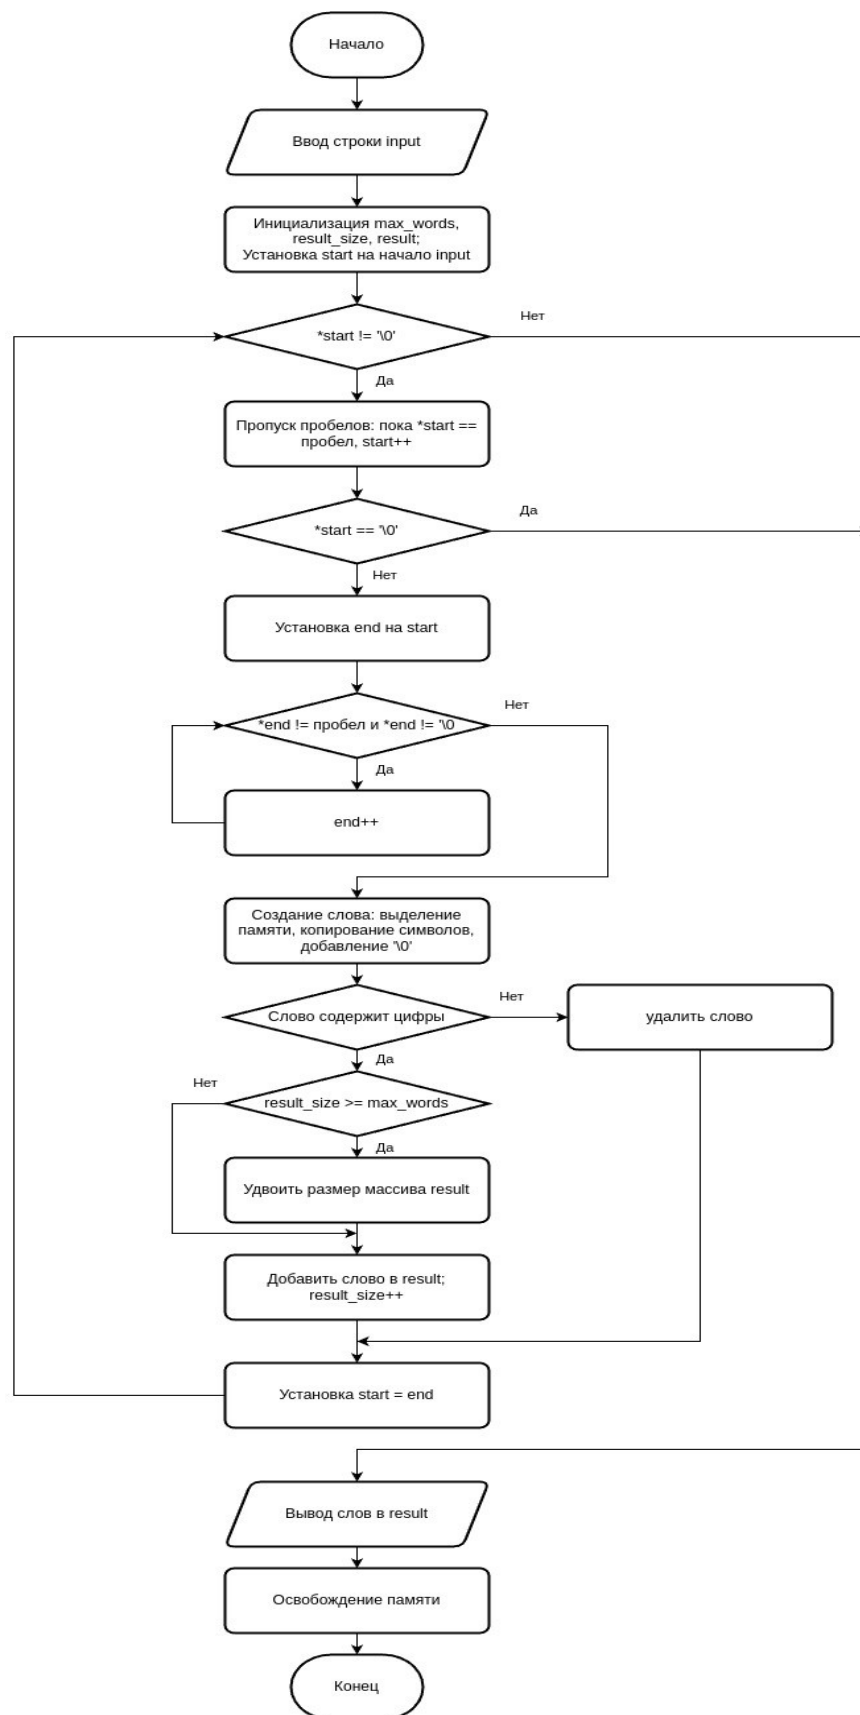 Начало
Ввод строки input
Инициализация max_words,
result_size, result;
Установка start на начало input
*start != '\0'
Нет
Да
Пропуск пробелов: пока *start ==
пробел, start++
*start == '\0'
Да
Нет
Установка end на start
*end != пробел и *end != '\0
Нет
Да
end++
Создание слова: выделение
памяти, копирование символов,
добавление '\0'
Слово содержит цифры
Нет
удалить слово
Да
result_size >= max_words
Нет
Да
Удвоить размер массива result
Добавить слово в result;
result_size++
Установка start = end
Вывод слов в result
Освобождение памяти
Конец